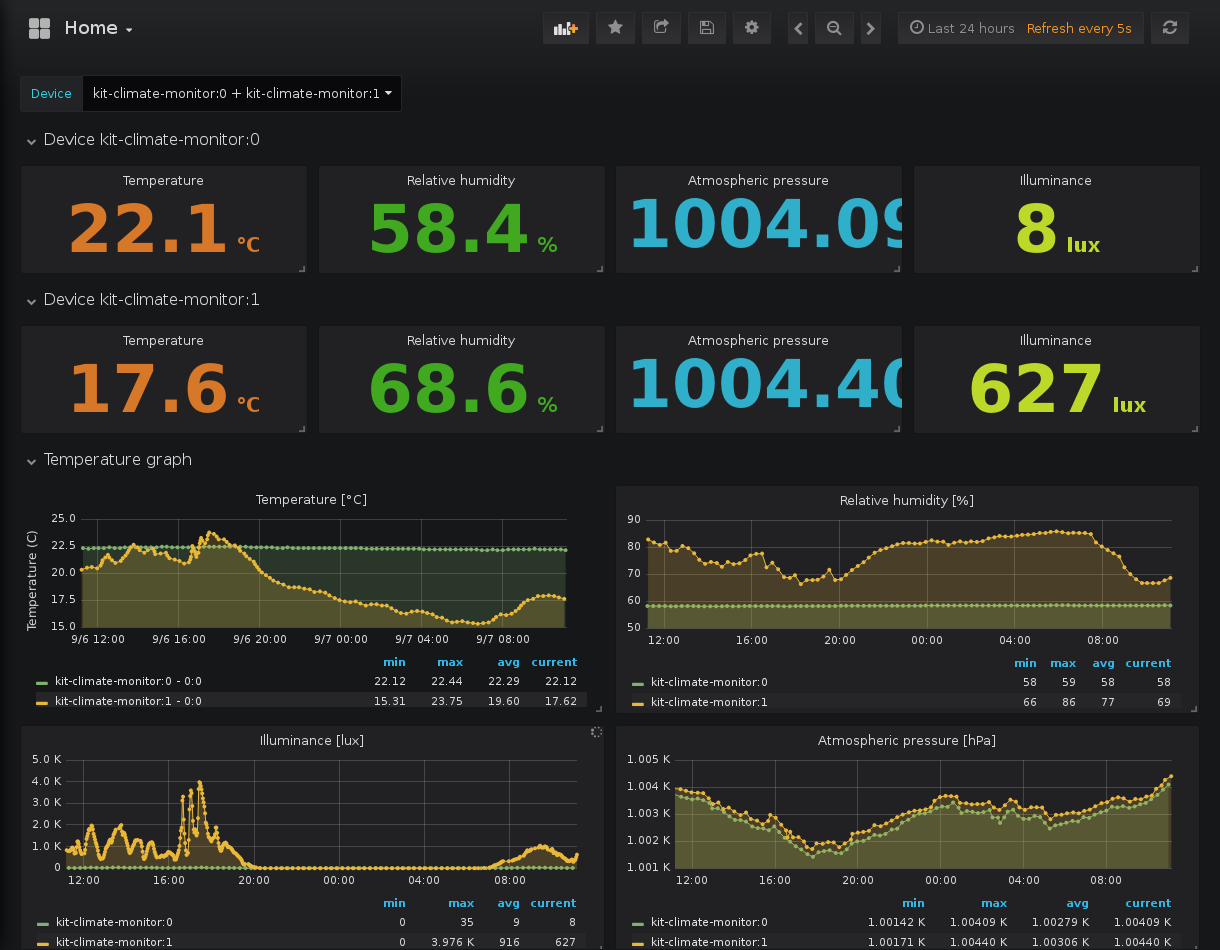 Home
Last 24 hours Refresh every 5s
Device kit-climate-monitor:0 + kit-climate-monitor:1
Device kit-climate-monitor:0
Temperature Relative humidity Atmospheric pressure Illuminance
22.1 °C 58.4 % 1004.09 8 lux
Device kit-climate-monitor:1
Temperature Relative humidity Atmospheric pressure Illuminance
17.6 °C 68.6 % 1004.40 627 lux
Temperature graph
Temperature [°C]
Temperature (C)
25.0
22.5
20.0
17.5
15.0
9/6 12:00 9/6 16:00 9/6 20:00 9/7 00:00 9/7 04:00 9/7 08:00
min max avg current
kit-climate-monitor:0 - 0:0 22.12 22.44 22.29 22.12
kit-climate-monitor:1 - 0:0 15.31 23.75 19.60 17.62
Relative humidity [%]
90
80
70
60
50
12:00 16:00 20:00 00:00 04:00 08:00
min max avg current
kit-climate-monitor:0 58 59 58 58
kit-climate-monitor:1 66 86 77 69
Illuminance [lux]
5.0 K
4.0 K
3.0 K
2.0 K
1.0 K
0
12:00 16:00 20:00 00:00 04:00 08:00
min max avg current
kit-climate-monitor:0 0 35 9 8
kit-climate-monitor:1 0 3.976 K 916 627
Atmospheric pressure [hPa]
1.005 K
1.004 K
1.003 K
1.002 K
1.001 K
12:00 16:00 20:00 00:00 04:00 08:00
min max avg current
kit-climate-monitor:0 1.00142 K 1.00409 K 1.00279 K 1.00409 K
kit-climate-monitor:1 1.00171 K 1.00440 K 1.00306 K 1.00440 K